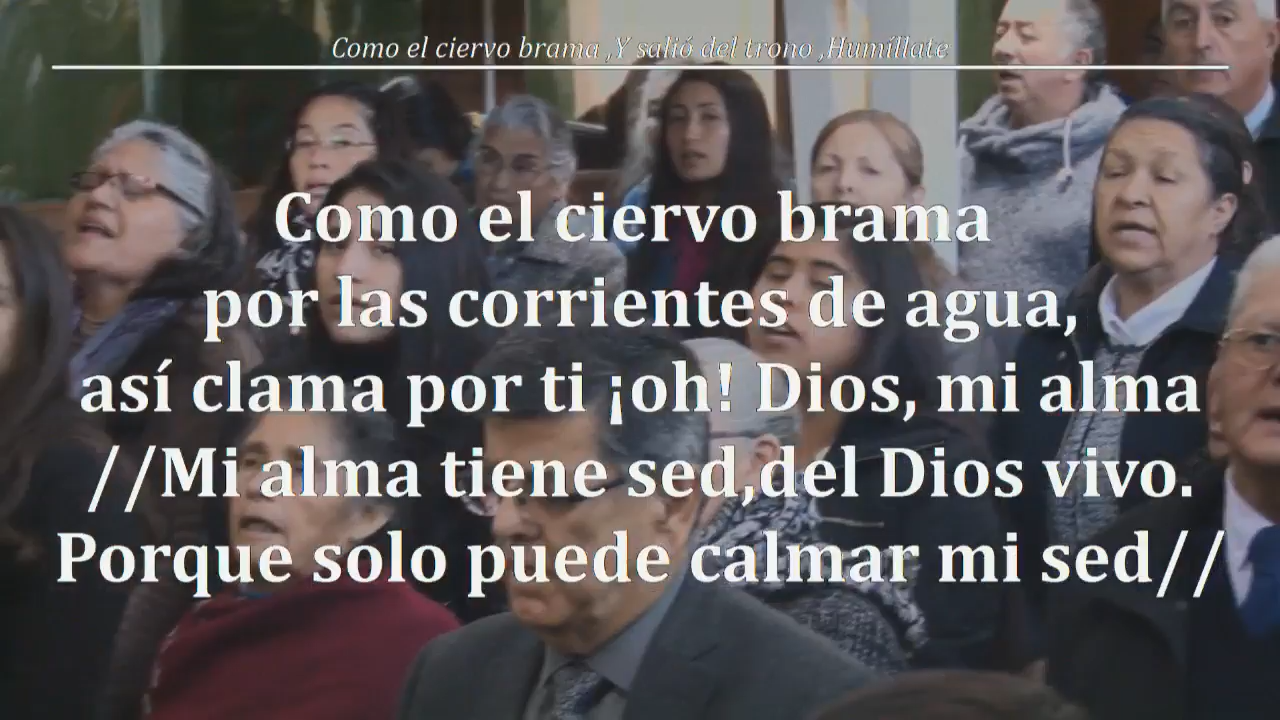 Como el ciervo brama ,Y salió del trono ,Humíllate
Como el ciervo brama
por las corrientes de agua,
así clama por ti ¡oh! Dios, mi alma
//Mi alma tiene sed,del Dios vivo.
Porque solo puede calmar mi sed//